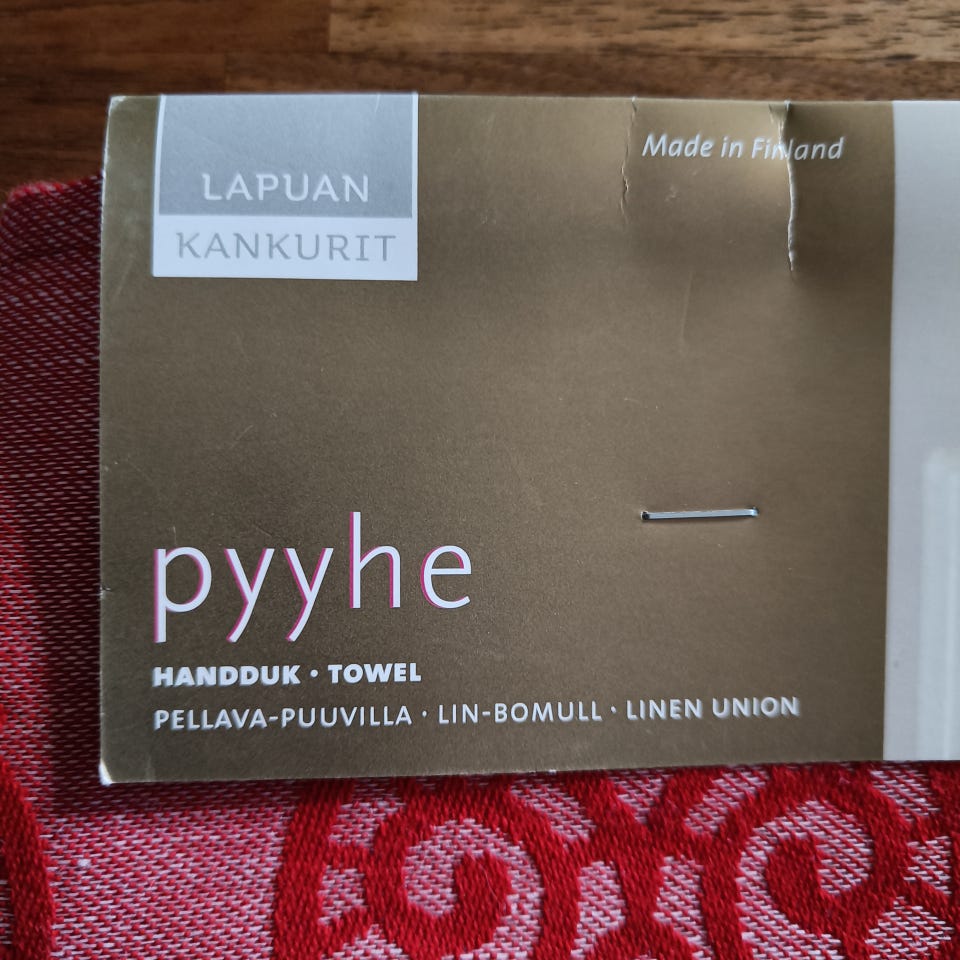 LAPUAN
KANKURIT
Made in Finland
pyyhe
HANDDUK · TOWEL
PELLAVA-PUUVILLA · LIN-BOMULL · LINEN UNION